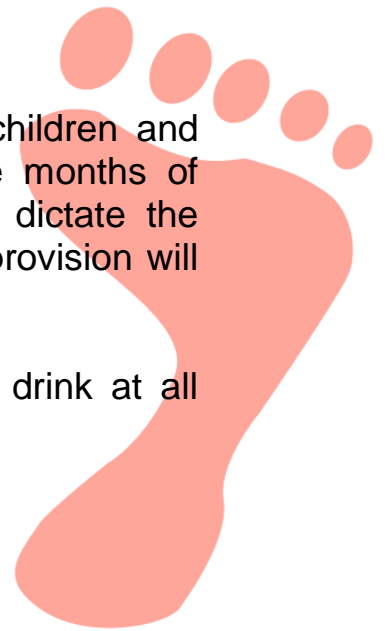 children and
months of
dictate the
provision will
drink at all